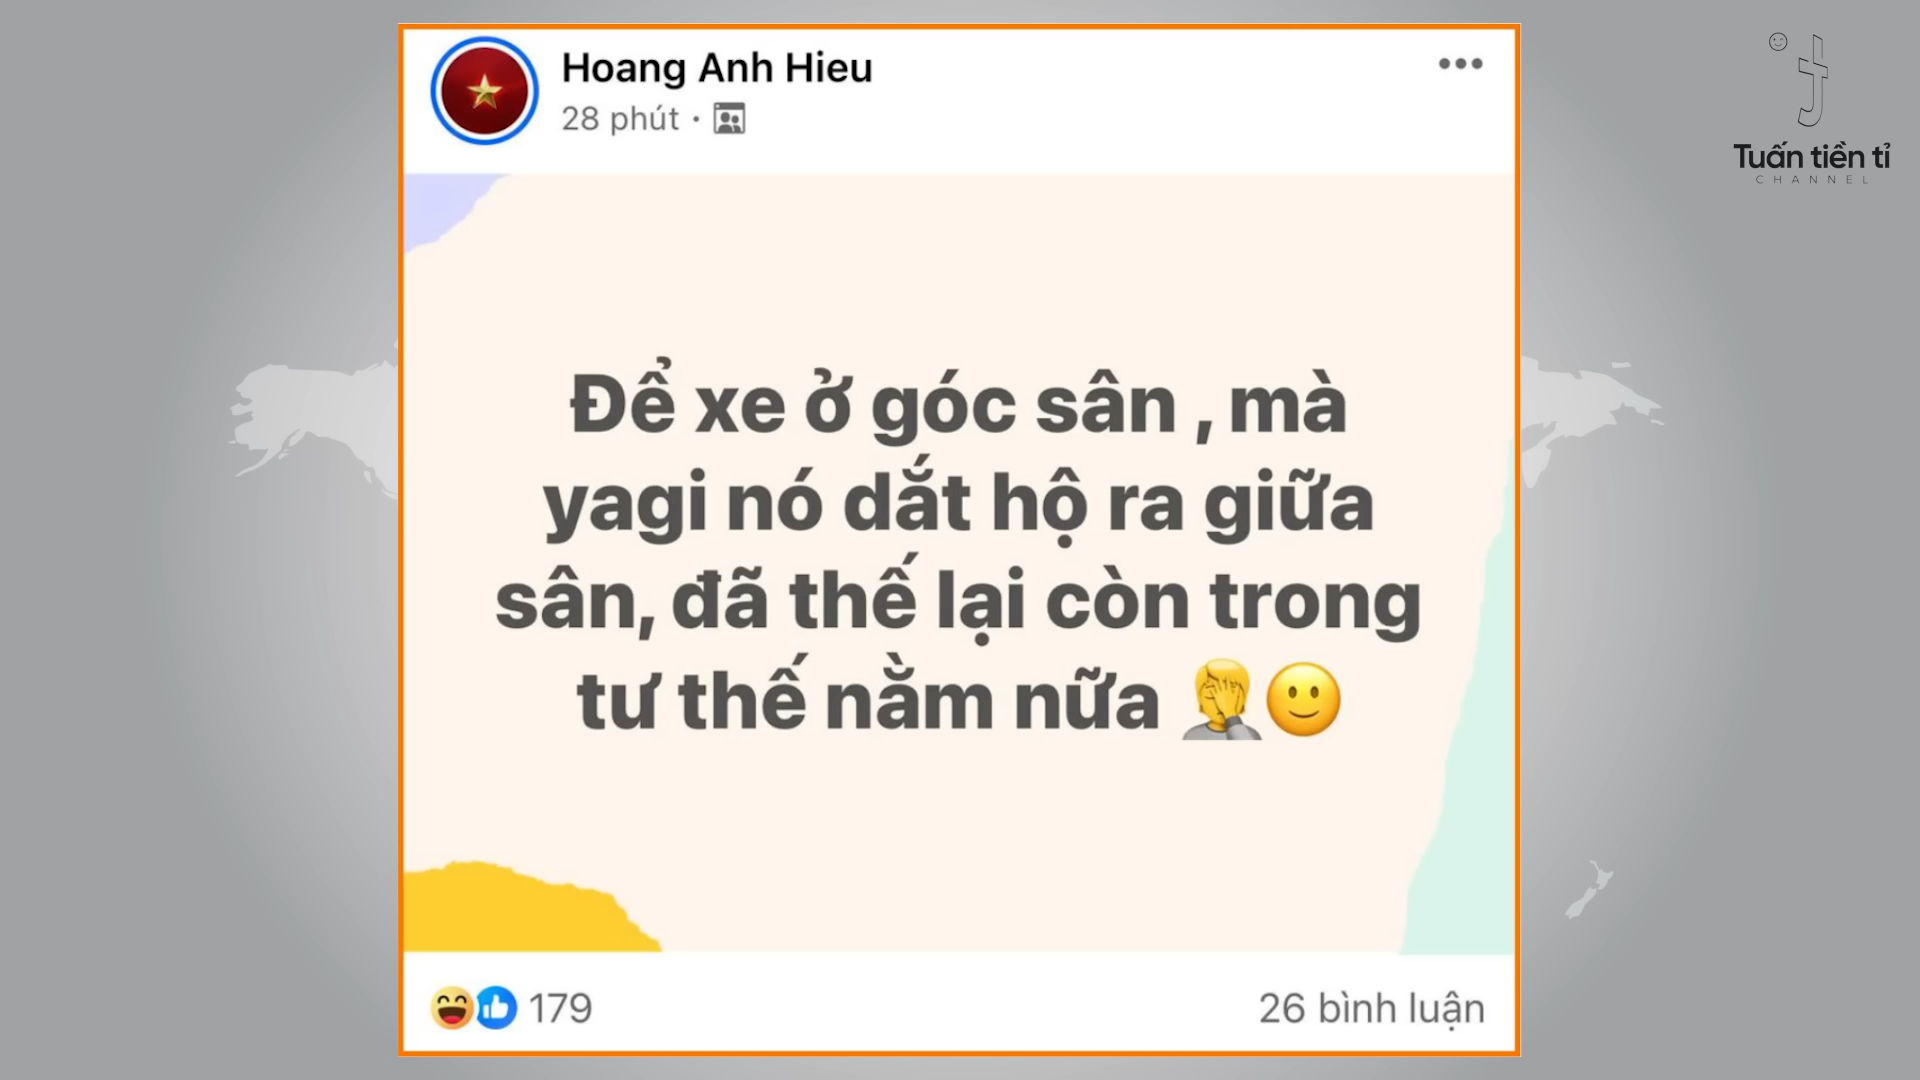 Hoang Anh Hieu
28 phút ·
Tuấn tiền tỉ
CHANNEL
Để xe ở góc sân , mà
yagi nó dắt hộ ra giữa
sân, đã thế lại còn trong
tư thế nằm nữa 🤦🙂
179
26 bình luận